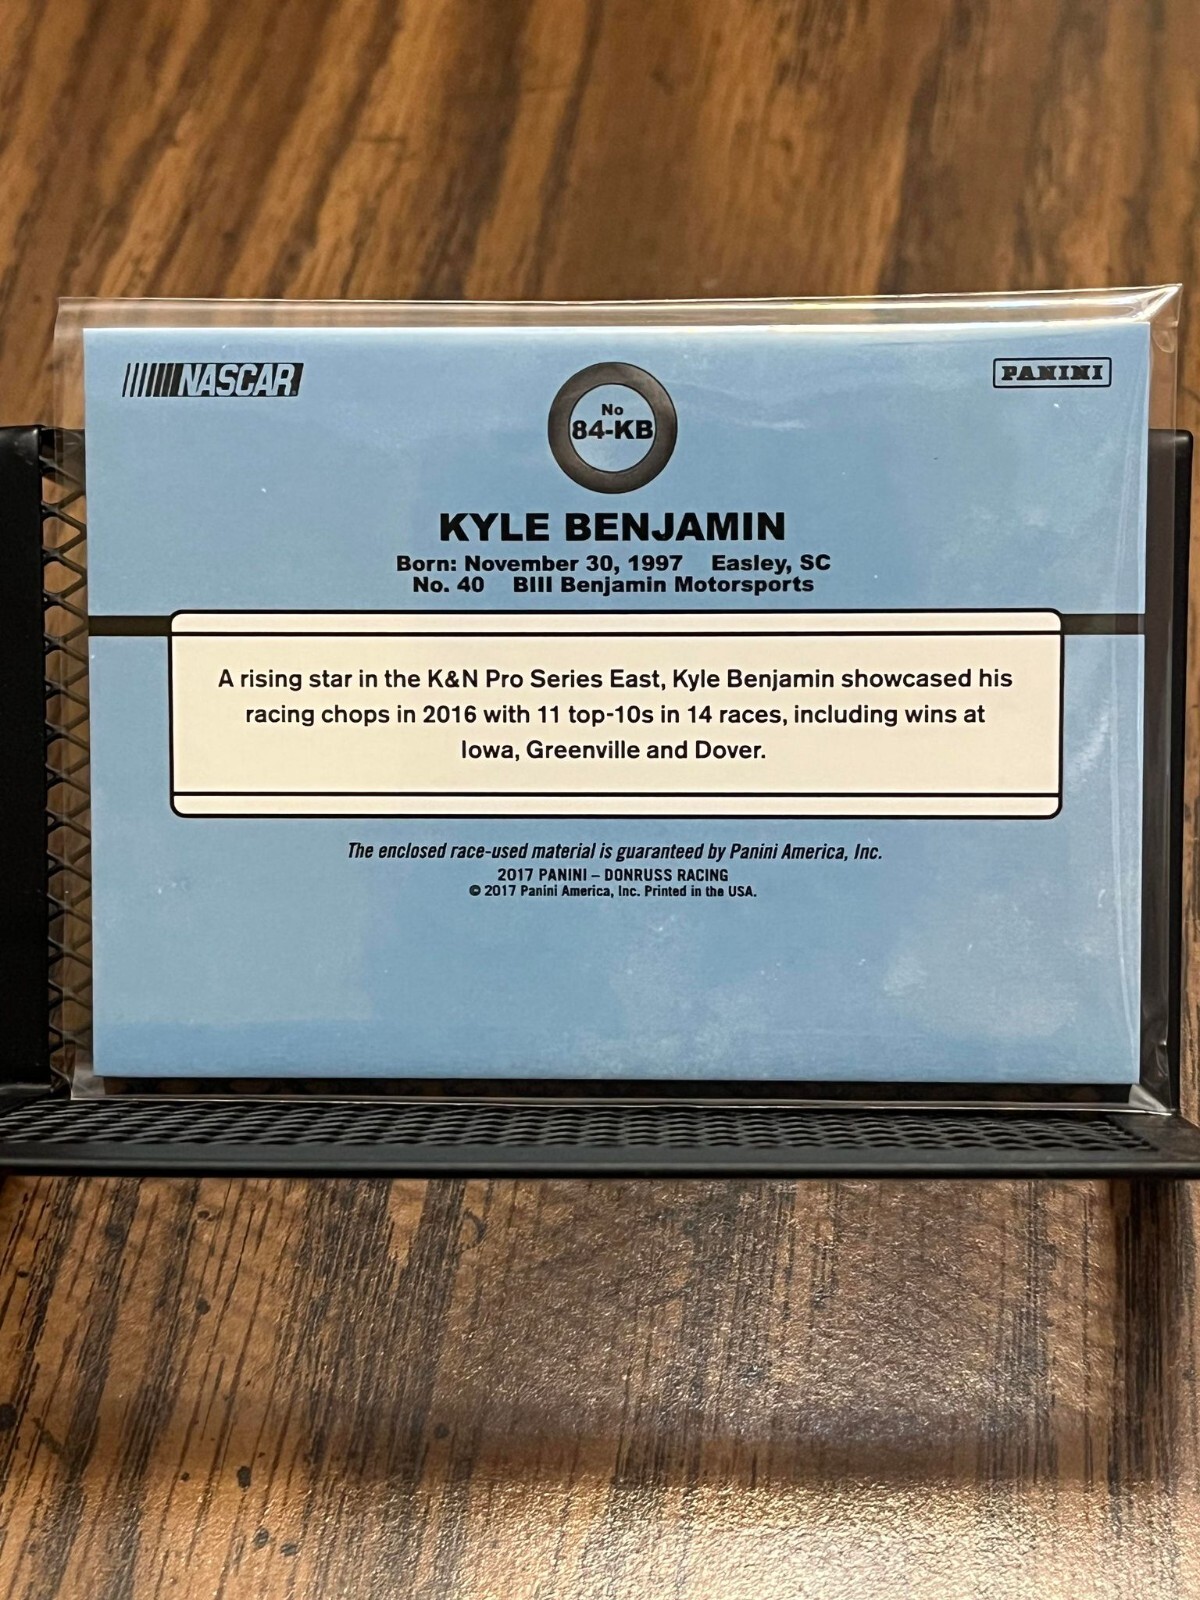 NASCAR
No
84-KB
PANINI
KYLE BENJAMIN
Born: November 30, 1997 Easley, SC
No. 40 BIll Benjamin Motorsports
A rising star in the K&N Pro Series East, Kyle Benjamin showcased his
racing chops in 2016 with 11 top-10s in 14 races, including wins at
Iowa, Greenville and Dover.
The enclosed race-used material is guaranteed by Panini America, Inc.
2017 PANINI – DONRUSS RACING
© 2017 Panini America, Inc. Printed in the USA.